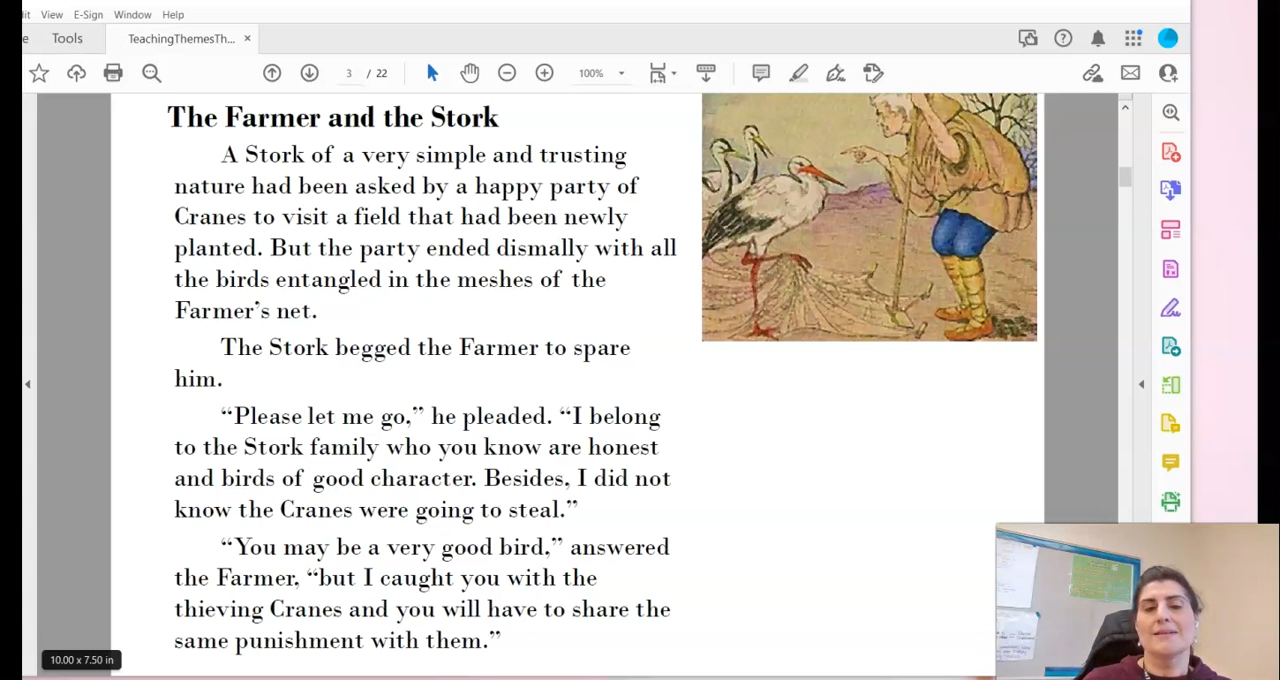 it View E-Sign Window Help
e Tools TeachingThemesTh... ×
3 / 22 100%
The Farmer and the Stork
A Stork of a very simple and trusting
nature had been asked by a happy party of
Cranes to visit a field that had been newly
planted. But the party ended dismally with all
the birds entangled in the meshes of the
Farmer's net.
The Stork begged the Farmer to spare
him.
“Please let me go,” he pleaded. “I belong
to the Stork family who you know are honest
and birds of good character. Besides, I did not
know the Cranes were going to steal.”
“You may be a very good bird,” answered
the Farmer, “but I caught you with the
thieving Cranes and you will have to share the
same punishment with them.”
10.00 x 7.50 in